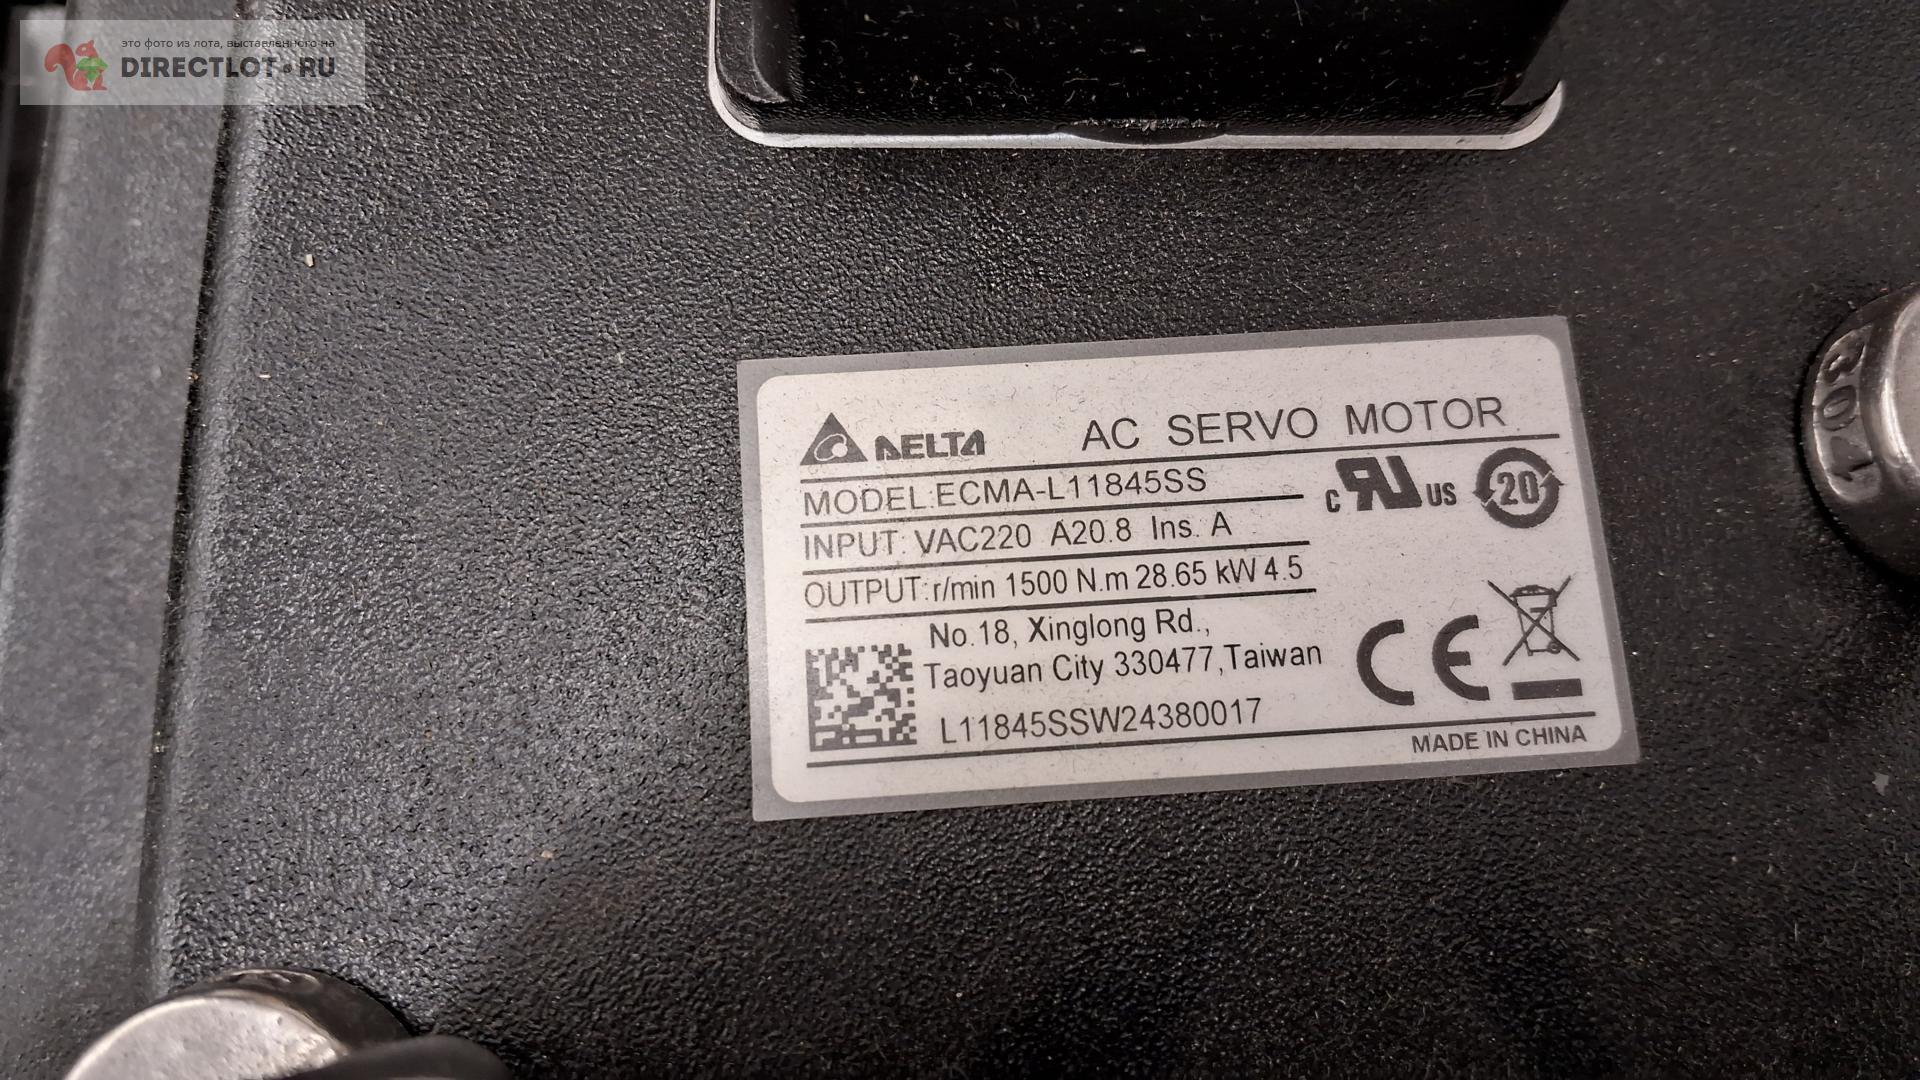 это фото из лота, выставленного на
DIRECTLOT.RU
DELTA
AC SERVO MOTOR
MODEL:ECMA-L11845SS
c RU US
20
INPUT: VAC220 A20.8 Ins. A
OUTPUT: r/min 1500 N.m 28.65 kW 4.5
No.18, Xinglong Rd.,
Taoyuan City 330477,Taiwan
CE
L11845SSW24380017
MADE IN CHINA
304